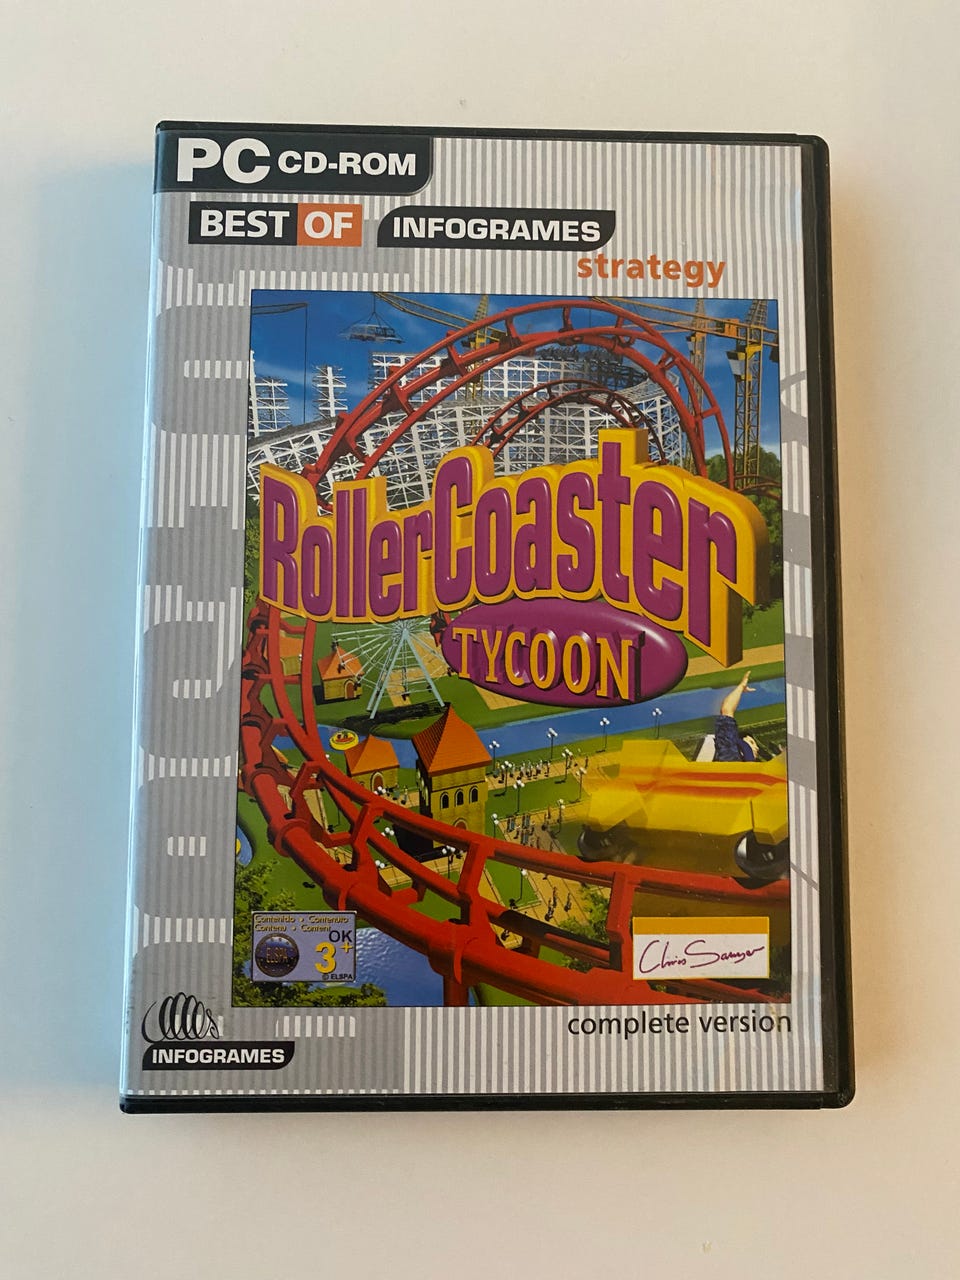 PC CD-ROM
BEST OF INFOGRAMES
strategy
RollerCoaster
TYCOON
Contenido • Contenuto
Contenu • Content
OK
3+
ELSPA
© ELSPA
Chris Sawyer
complete version
INFOGRAMES